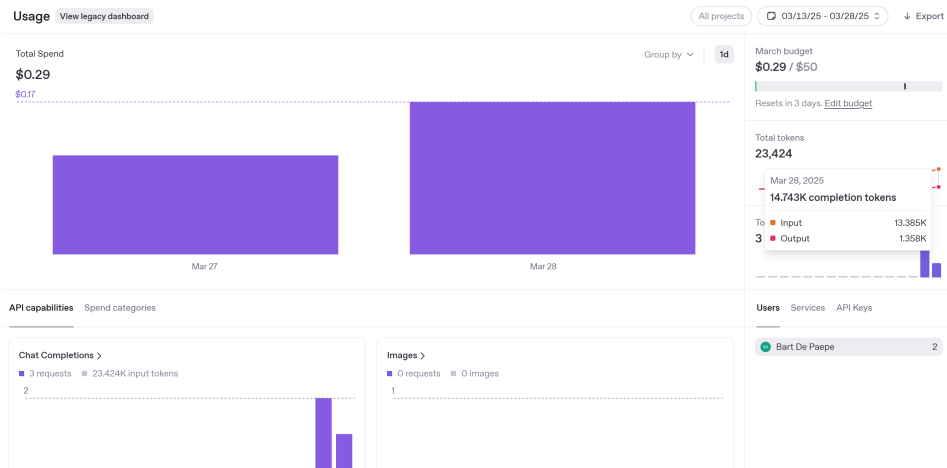 Usage View legacy dashboard
All projects 03/13/25 - 03/28/25 Export
Total Spend
$0.29
Group by 1d
$0.17
Mar 27 Mar 28
March budget
$0.29 / $50
Resets in 3 days. Edit budget
Total tokens
23,424
To
3
Mar 28, 2025
14.743K completion tokens
Input 13.385K
Output 1.358K
API capabilities Spend categories
Chat Completions
3 requests 23.424K input tokens
2
Images
0 requests 0 images
1
Users Services API Keys
Bart De Paepe 2